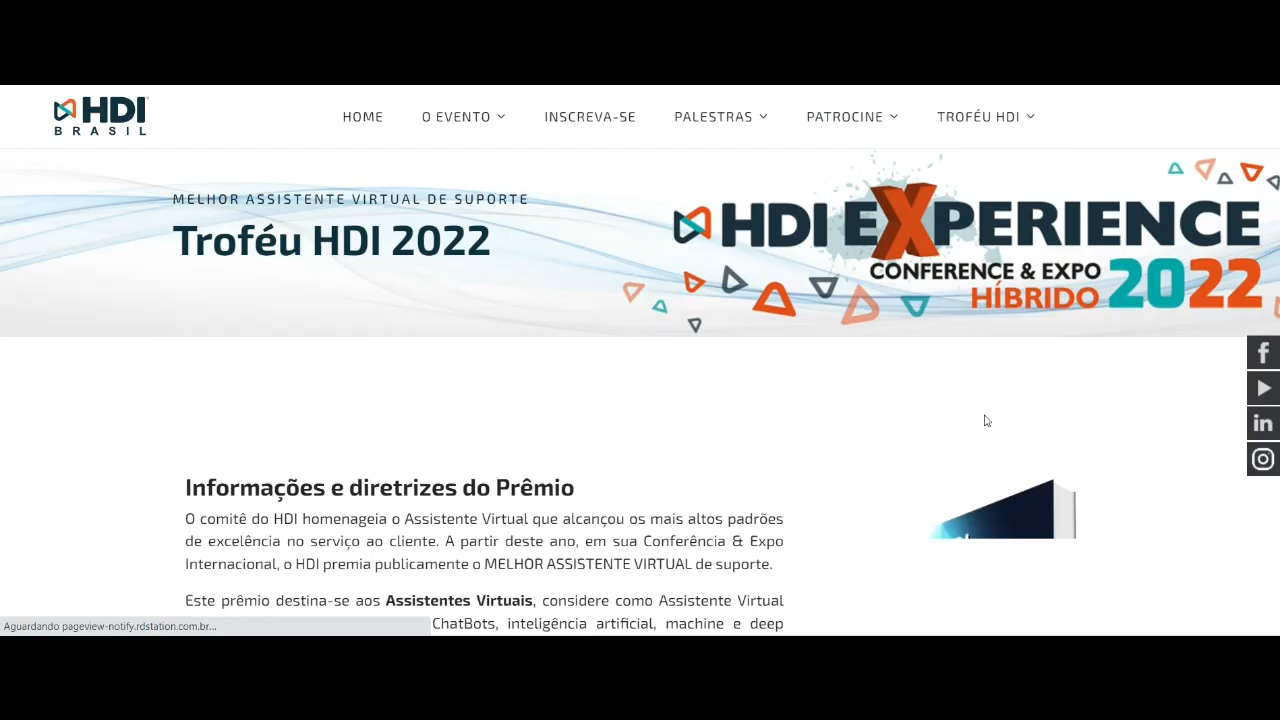 HDI
BRASIL
HOME O EVENTO INSCREVA-SE PALESTRAS PATROCINE TROFÉU HDI
MELHOR ASSISTENTE VIRTUAL DE SUPORTE
Troféu HDI 2022
HDI EXPERIENCE
CONFERENCE & EXPO 2022
HÍBRIDO
Informações e diretrizes do Prêmio
O comitê do HDI homenageia o Assistente Virtual que alcançou os mais altos padrões
de excelência no serviço ao cliente. A partir deste ano, em sua Conferência & Expo
Internacional, o HDI premia publicamente o MELHOR ASSISTENTE VIRTUAL de suporte.
Este prêmio destina-se aos Assistentes Virtuais, considere como Assistente Virtual
ChatBots, inteligência artificial, machine e deep
Aguardando pageview-notify.rdstation.com.br...